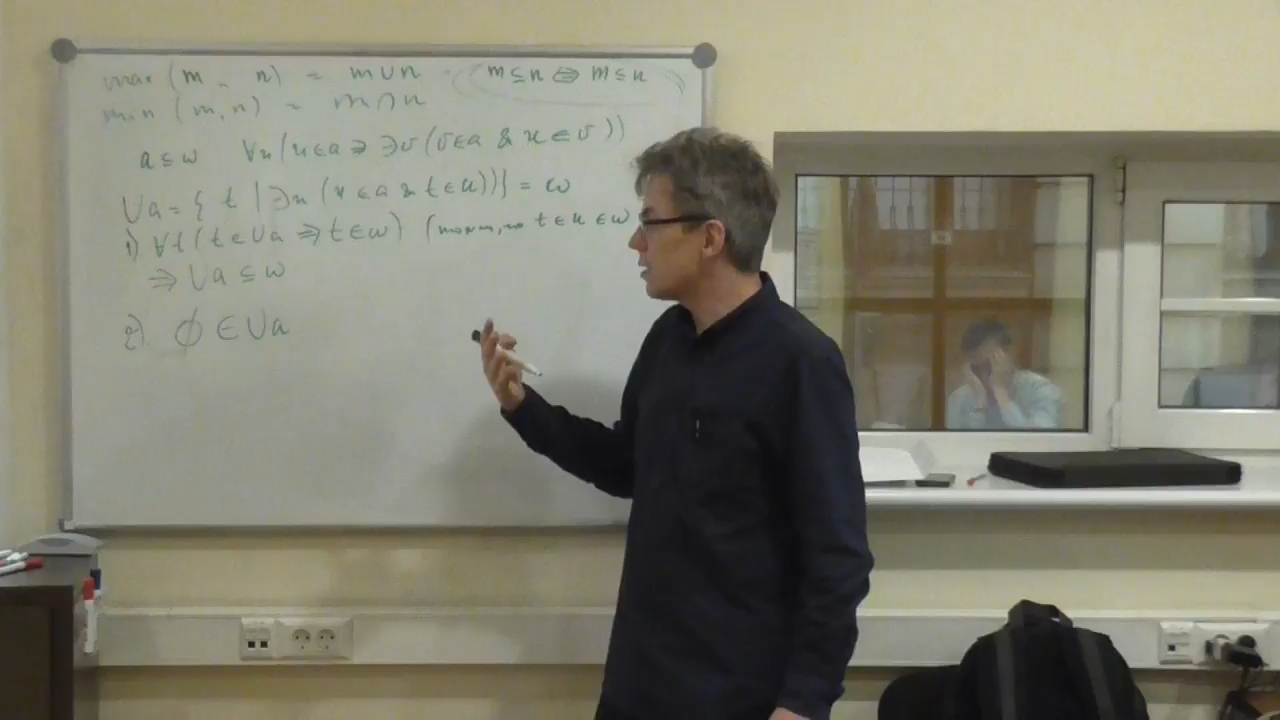 max (m, n) = m ∪ n (m ⊆ n ⇔ m ≤ n)
min (m, n) = m ∩ n
a ⊆ ω ∀u (u ∈ a ⇒ ∃v (v ∈ a & u ∈ v))
∪a = { t | ∃u (u ∈ a & t ∈ u)} = ω
1) ∀t (t ∈ ∪a ⇒ t ∈ ω) ( t ∈ u ∈ ω
⇒ ∪a ⊆ ω
2) ∅ ∈ ∪a